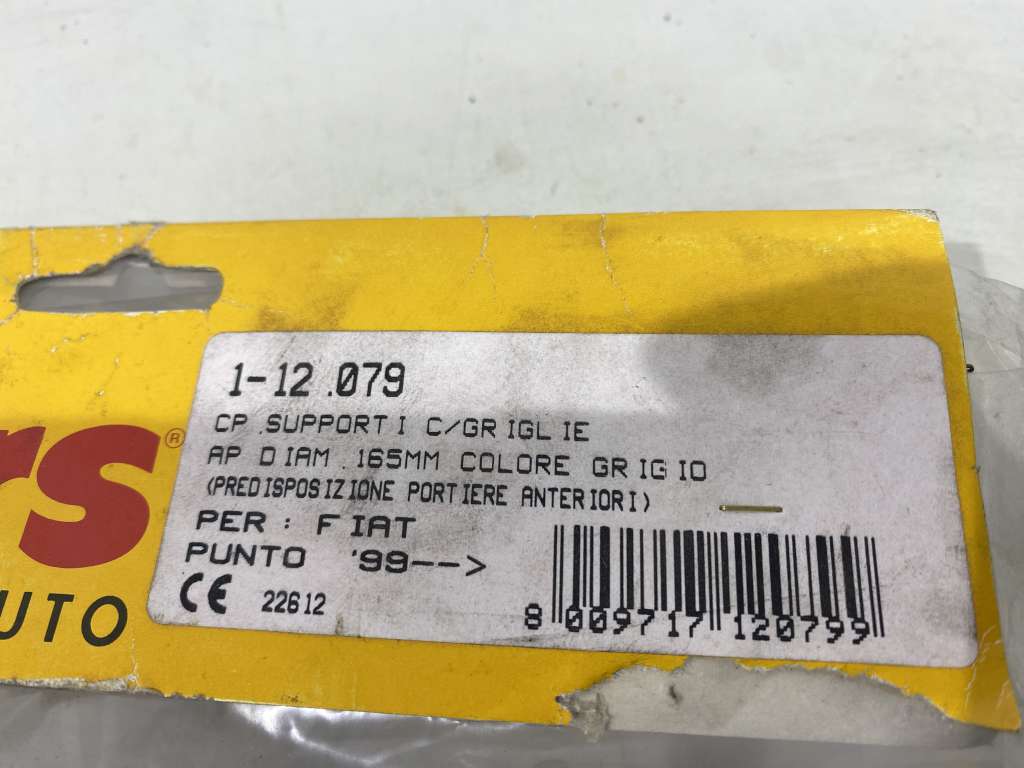 1-12.079
CP.SUPPORTI C/GRIGLIE
AP DIAM.165MM COLORE GRIGIO
(PREDISPOSIZIONE PORTIERE ANTERIORI)
PER: FIAT
PUNTO '99-->
CE 22612
8 009717 120799
rs®
UTO